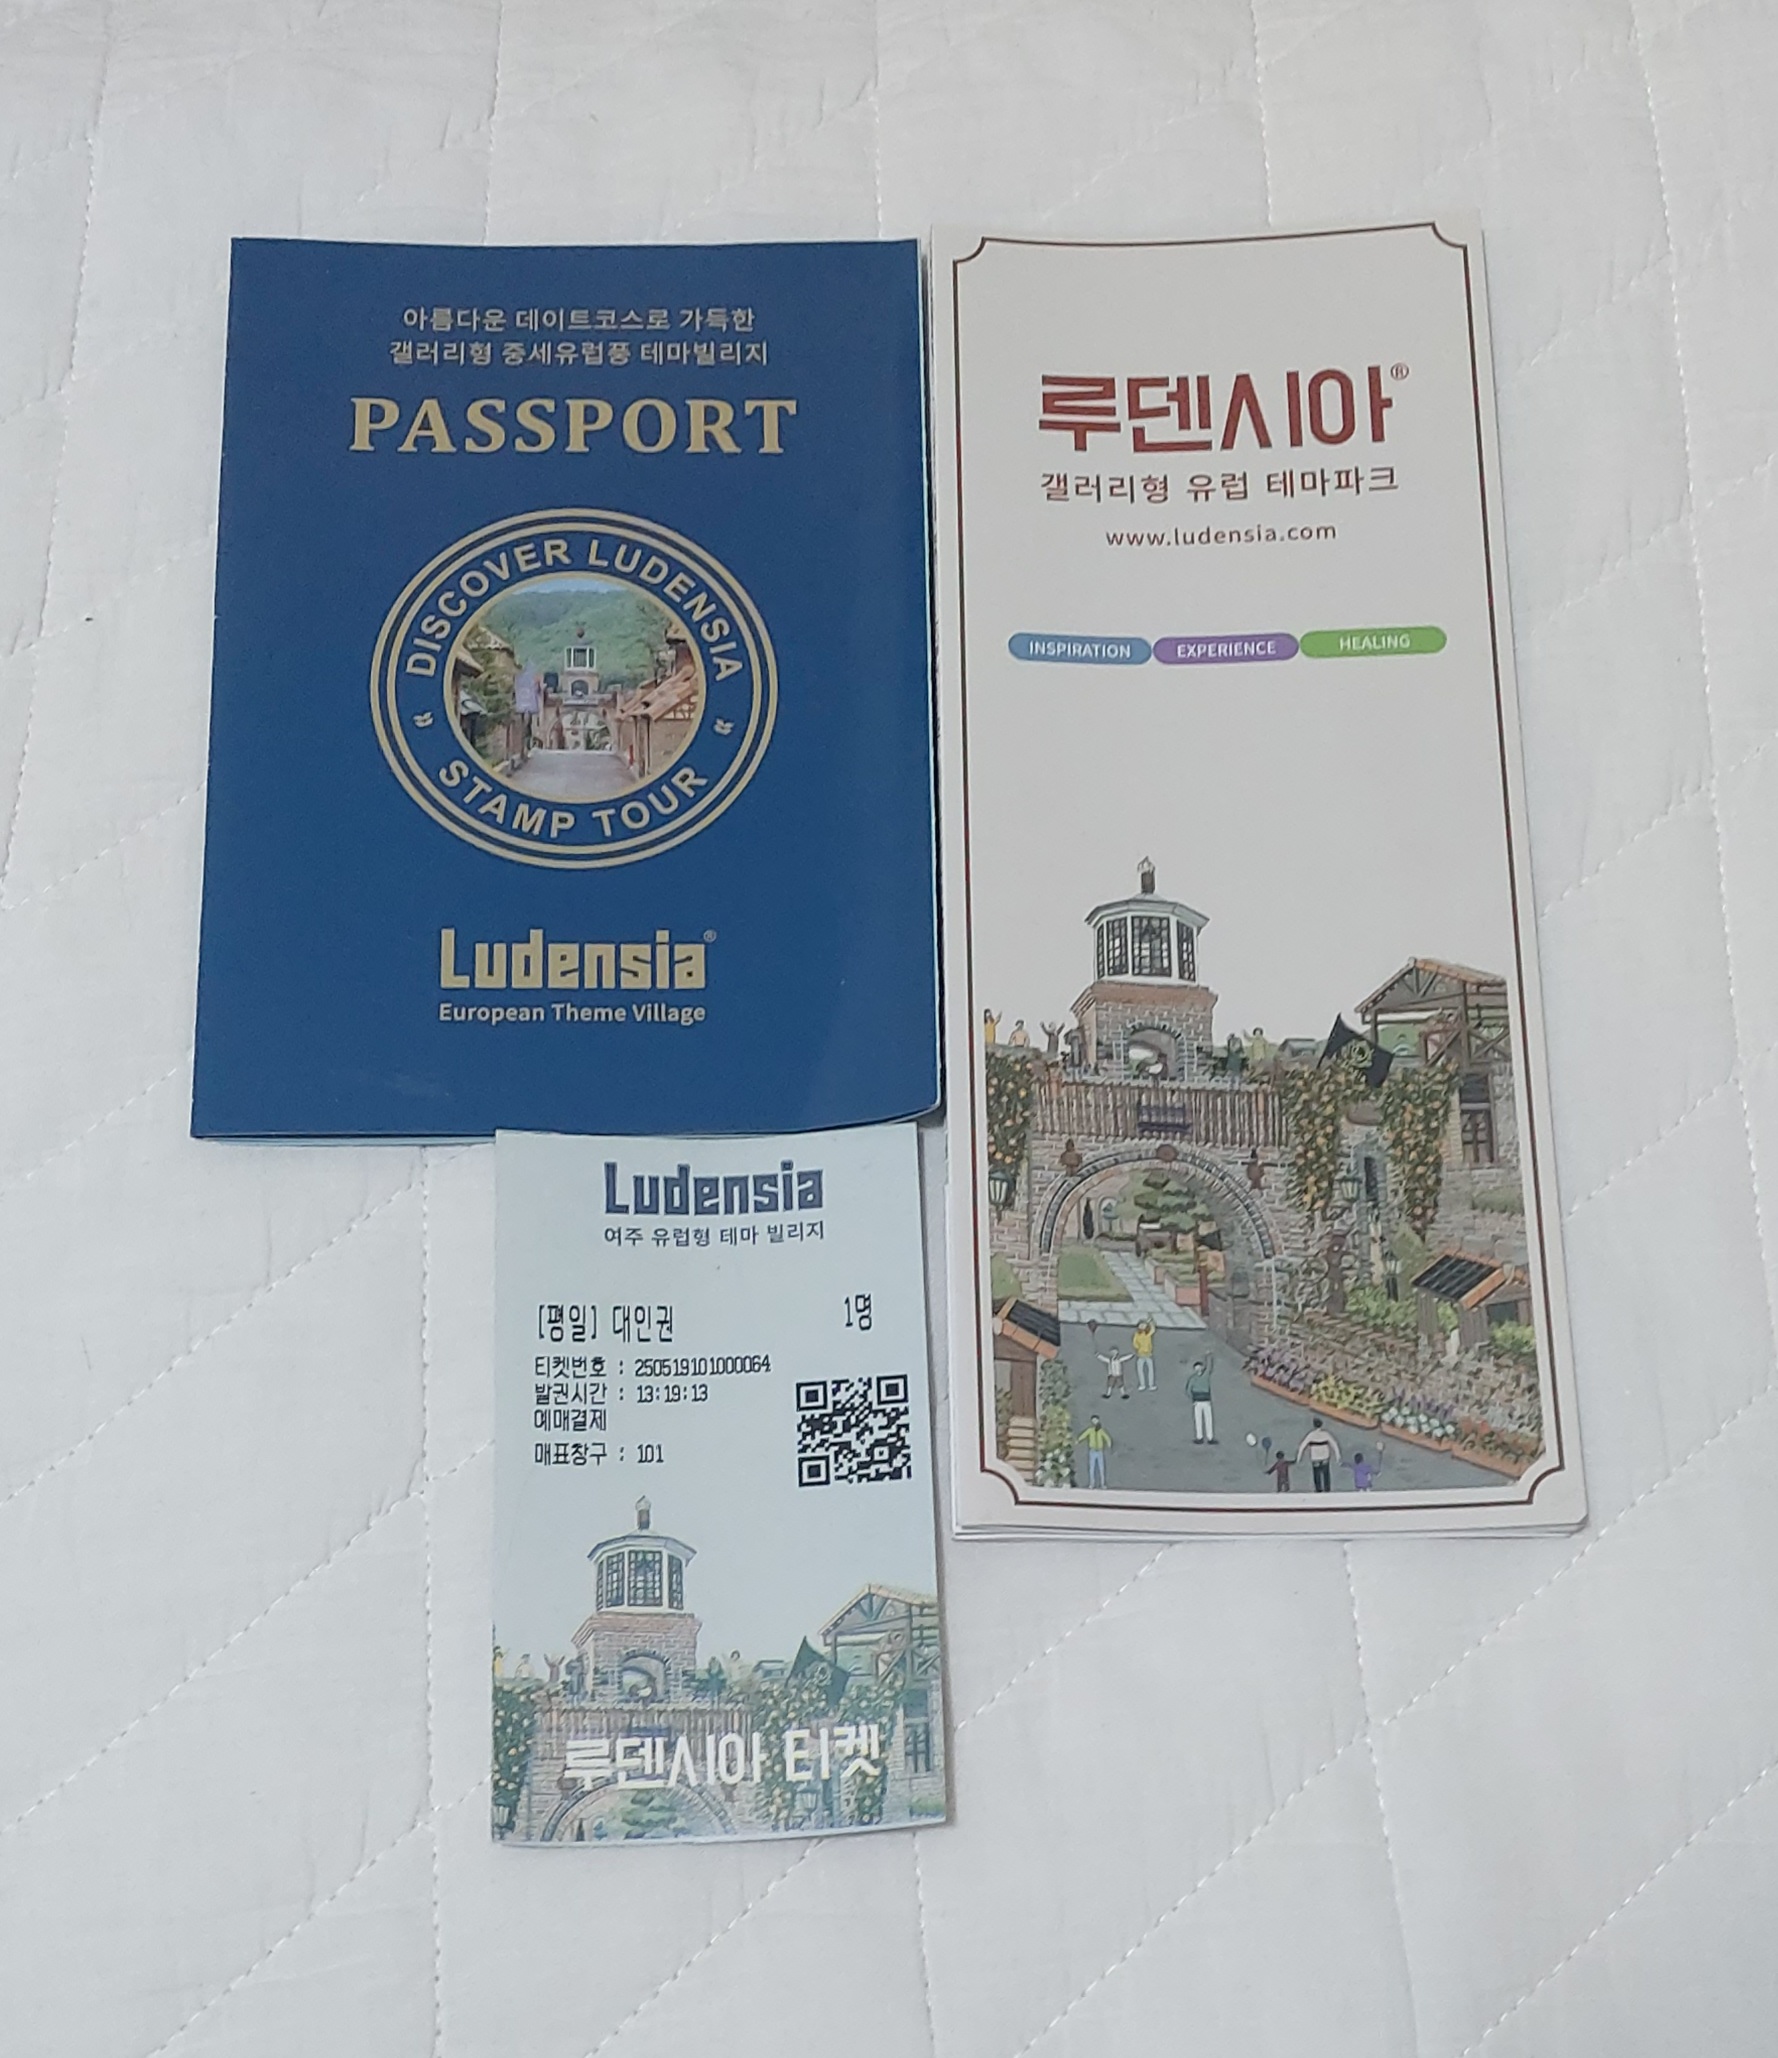 아름다운 데이트코스로 가득한
갤러리형 중세유럽풍 테마빌리지
PASSPORT
DISCOVER LUDENSIA
STAMP TOUR
Ludensia®
European Theme Village
루덴시아®
갤러리형 유럽 테마파크
www.ludensia.com
INSPIRATION EXPERIENCE HEALING
Ludensia
여주 유럽형 테마 빌리지
[평일] 대인권 1명
티켓번호 : 250519101000064
발권시간 : 13:19:13
예매결제
매표창구 : 101
루덴시아 티켓